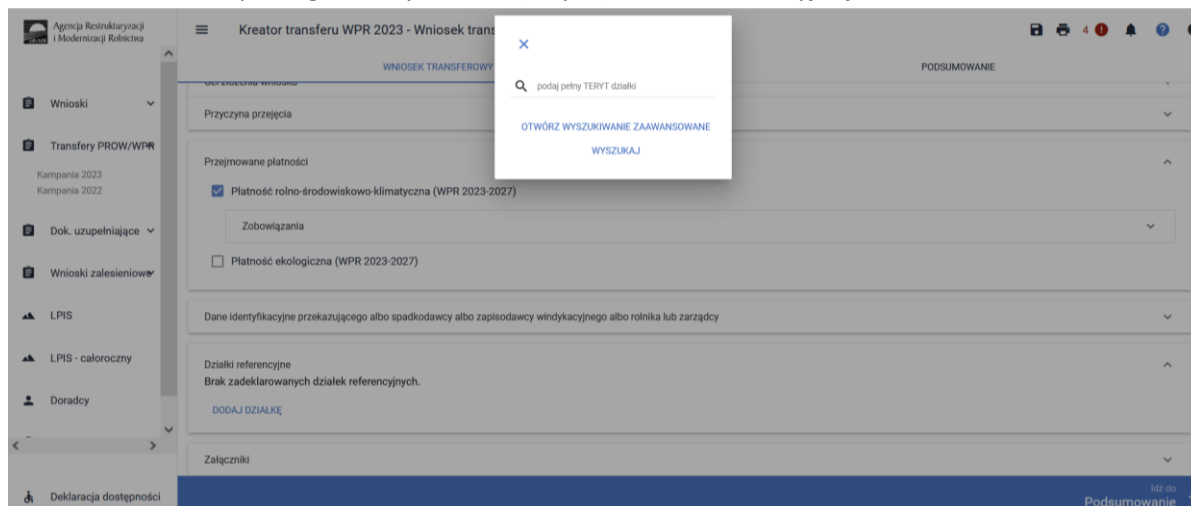 Agencja Restrukturyzacji
i Modernizacji Rolnictwa
Kreator transferu WPR 2023 - Wniosek trans
4
WNIOSEK TRANSFEROWY
PODSUMOWANIE
podaj pełny TERYT działki
OTWÓRZ WYSZUKIWANIE ZAAWANSOWANE
WYSZUKAJ
Wnioski
Przyczyna przejęcia
Transfery PROW/WPR
Kampania 2023
Kampania 2022
Przejmowane płatności
Płatność rolno-środowiskowo-klimatyczna (WPR 2023-2027)
Zobowiązania
Dok. uzupełniające
Płatność ekologiczna (WPR 2023-2027)
Wnioski zalesieniowe
LPIS
Dane identyfikacyjne przekazującego albo spadkodawcy albo zapisodawcy windykacyjnego albo rolnika lub zarządcy
LPIS - całoroczny
Działki referencyjne
Brak zadeklarowanych działek referencyjnych.
Doradcy
DODAJ DZIAŁKĘ
Załączniki
Deklaracja dostępności
Idź do
Podsumowanie